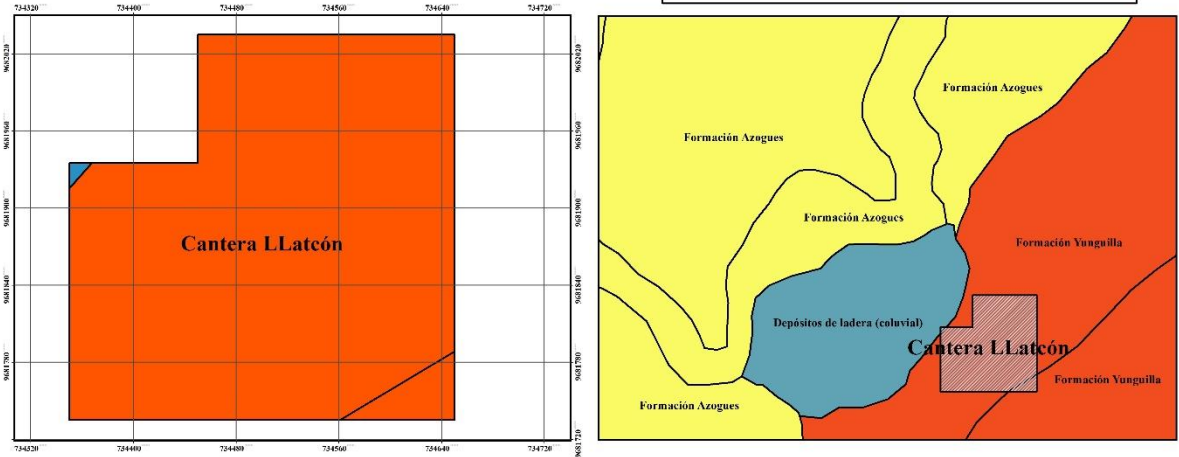 734320 734400 734480 734560 734640 734720
9682020 9682020
9681960 9681960
9681900 9681900
9681840 9681840
9681780 9681780
9681720
Cantera LLatcón
734320 734400 734480 734560 734640 734720
Formación Azogues
Formación Azogues
Formación Azogues
Formación Yunguilla
Depósitos de ladera (coluvial)
Cantera LLatcón
Formación Yunguilla
Formación Azogues